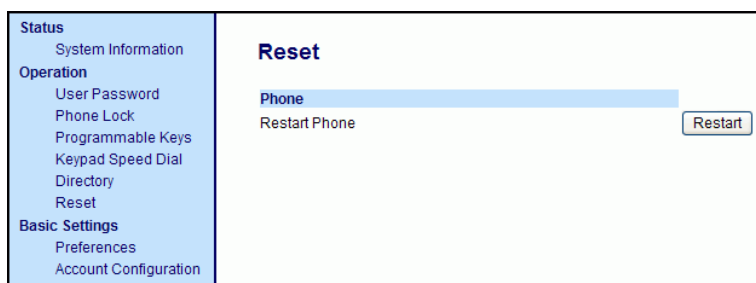 Status
System Information
Operation
User Password
Phone Lock
Programmable Keys
Keypad Speed Dial
Directory
Reset
Basic Settings
Preferences
Account Configuration
Reset
Phone
Restart Phone
Restart